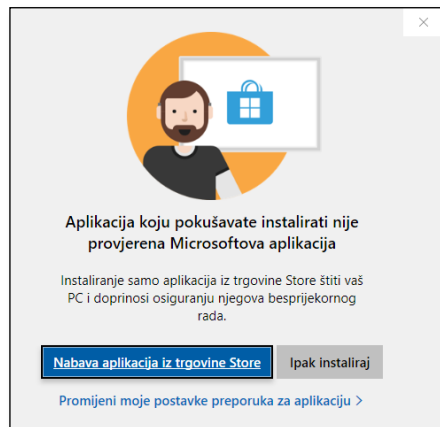 Aplikacija koju pokušavate instalirati nije
provjerena Microsoftova aplikacija
Instaliranje samo aplikacija iz trgovine Store štiti vaš
PC i doprinosi osiguranju njegova besprijekornog
rada.
Nabava aplikacija iz trgovine Store
Ipak instaliraj
Promijeni moje postavke preporuka za aplikaciju >